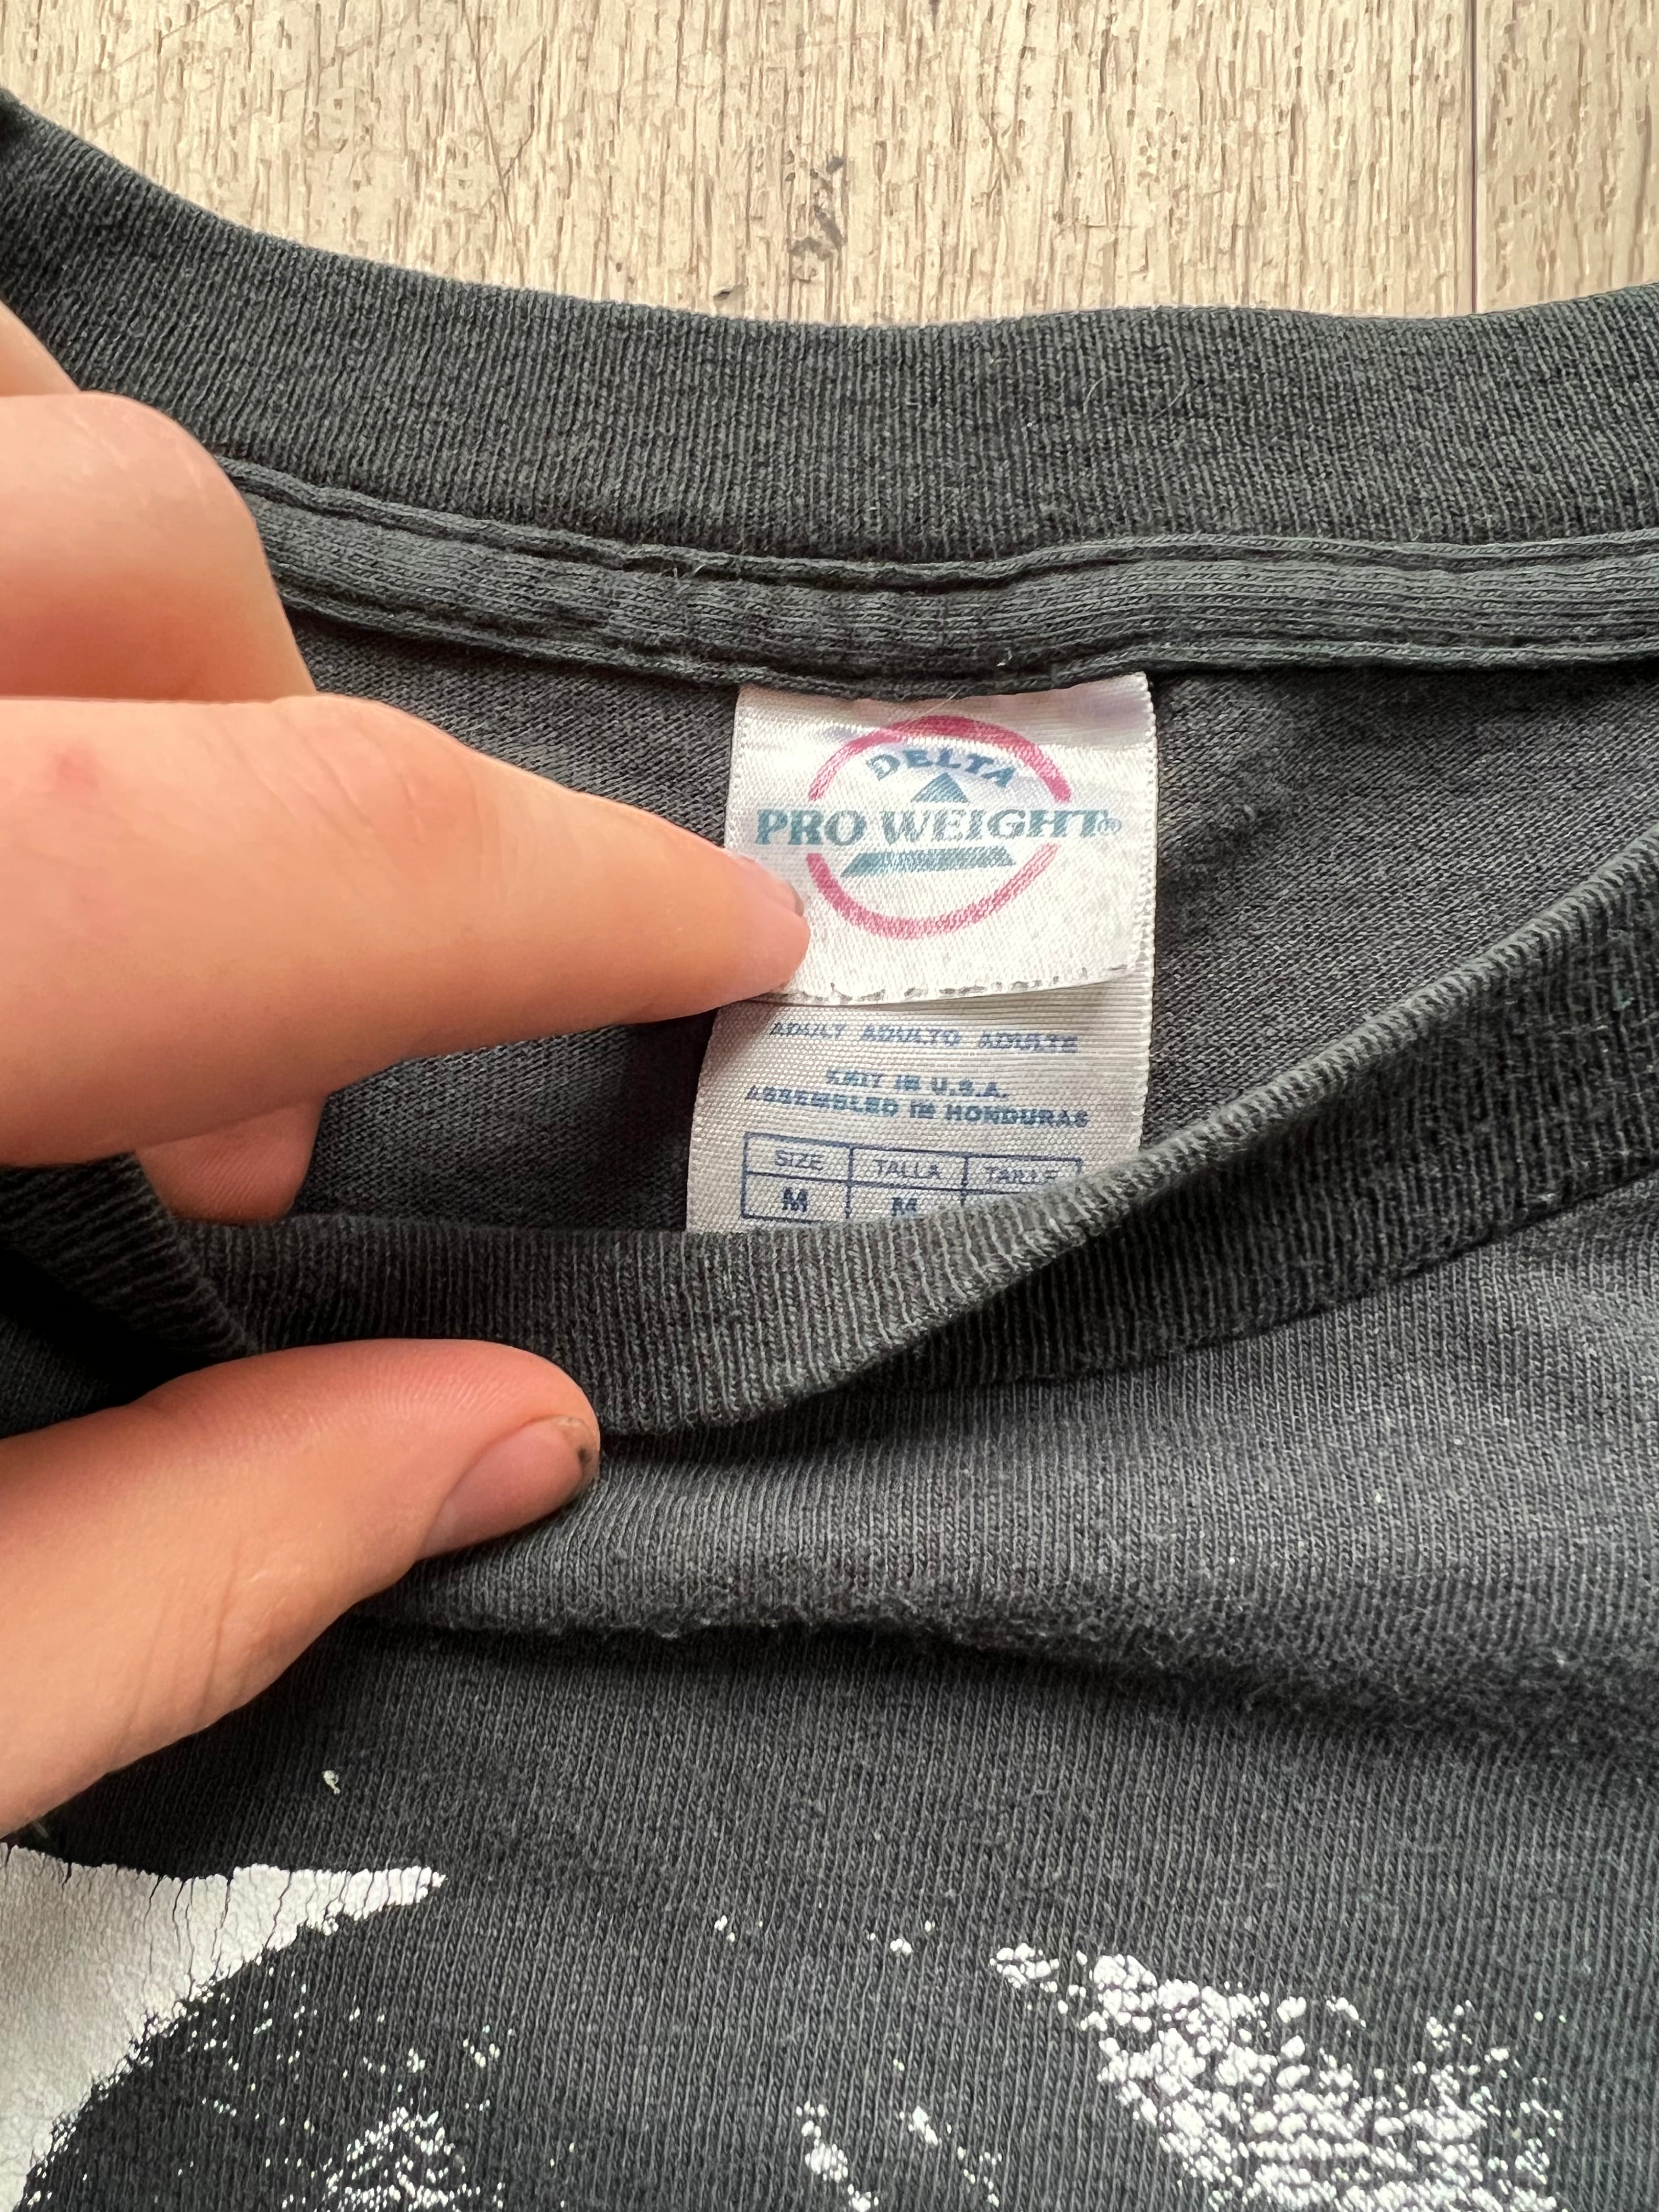 DELTA
PRO WEIGHT®
ADULT ADULTO ADULTE
KNIT IN U.S.A.
ASSEMBLED IN HONDURAS
SIZE TALLA TAILLE
M M